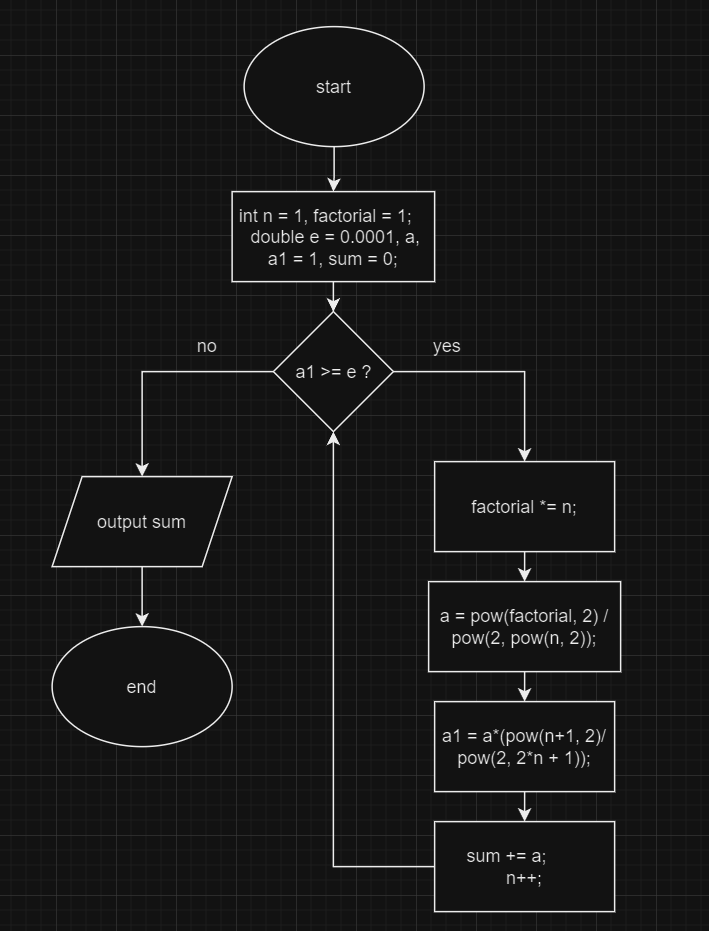 start
int n = 1, factorial = 1;
double e = 0.0001, a,
a1 = 1, sum = 0;
no
yes
a1 >= e ?
factorial *= n;
output sum
a = pow(factorial, 2) /
pow(2, pow(n, 2));
end
a1 = a*(pow(n+1, 2)/
pow(2, 2*n + 1));
sum += a;
n++;